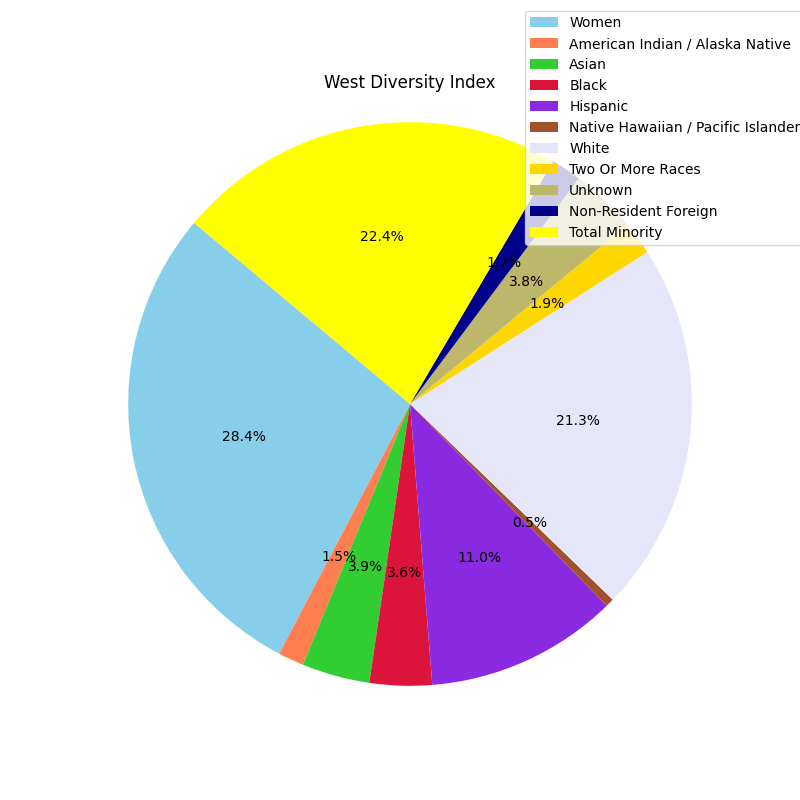 West Diversity Index
Women
American Indian / Alaska Native
Asian
Black
Hispanic
Native Hawaiian / Pacific Islander
White
Two Or More Races
Unknown
Non-Resident Foreign
Total Minority
22.4%
1.7%
3.8%
1.9%
28.4%
21.3%
0.5%
1.5%
3.9%
3.6%
11.0%